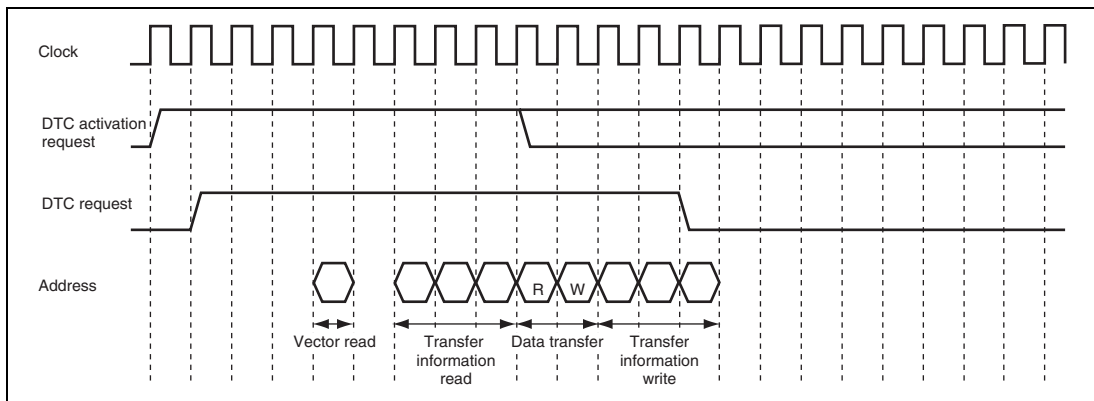 Clock
DTC activation
request
DTC request
Address
R
W
Vector read
Transfer
information
read
Data transfer
Transfer
information
write